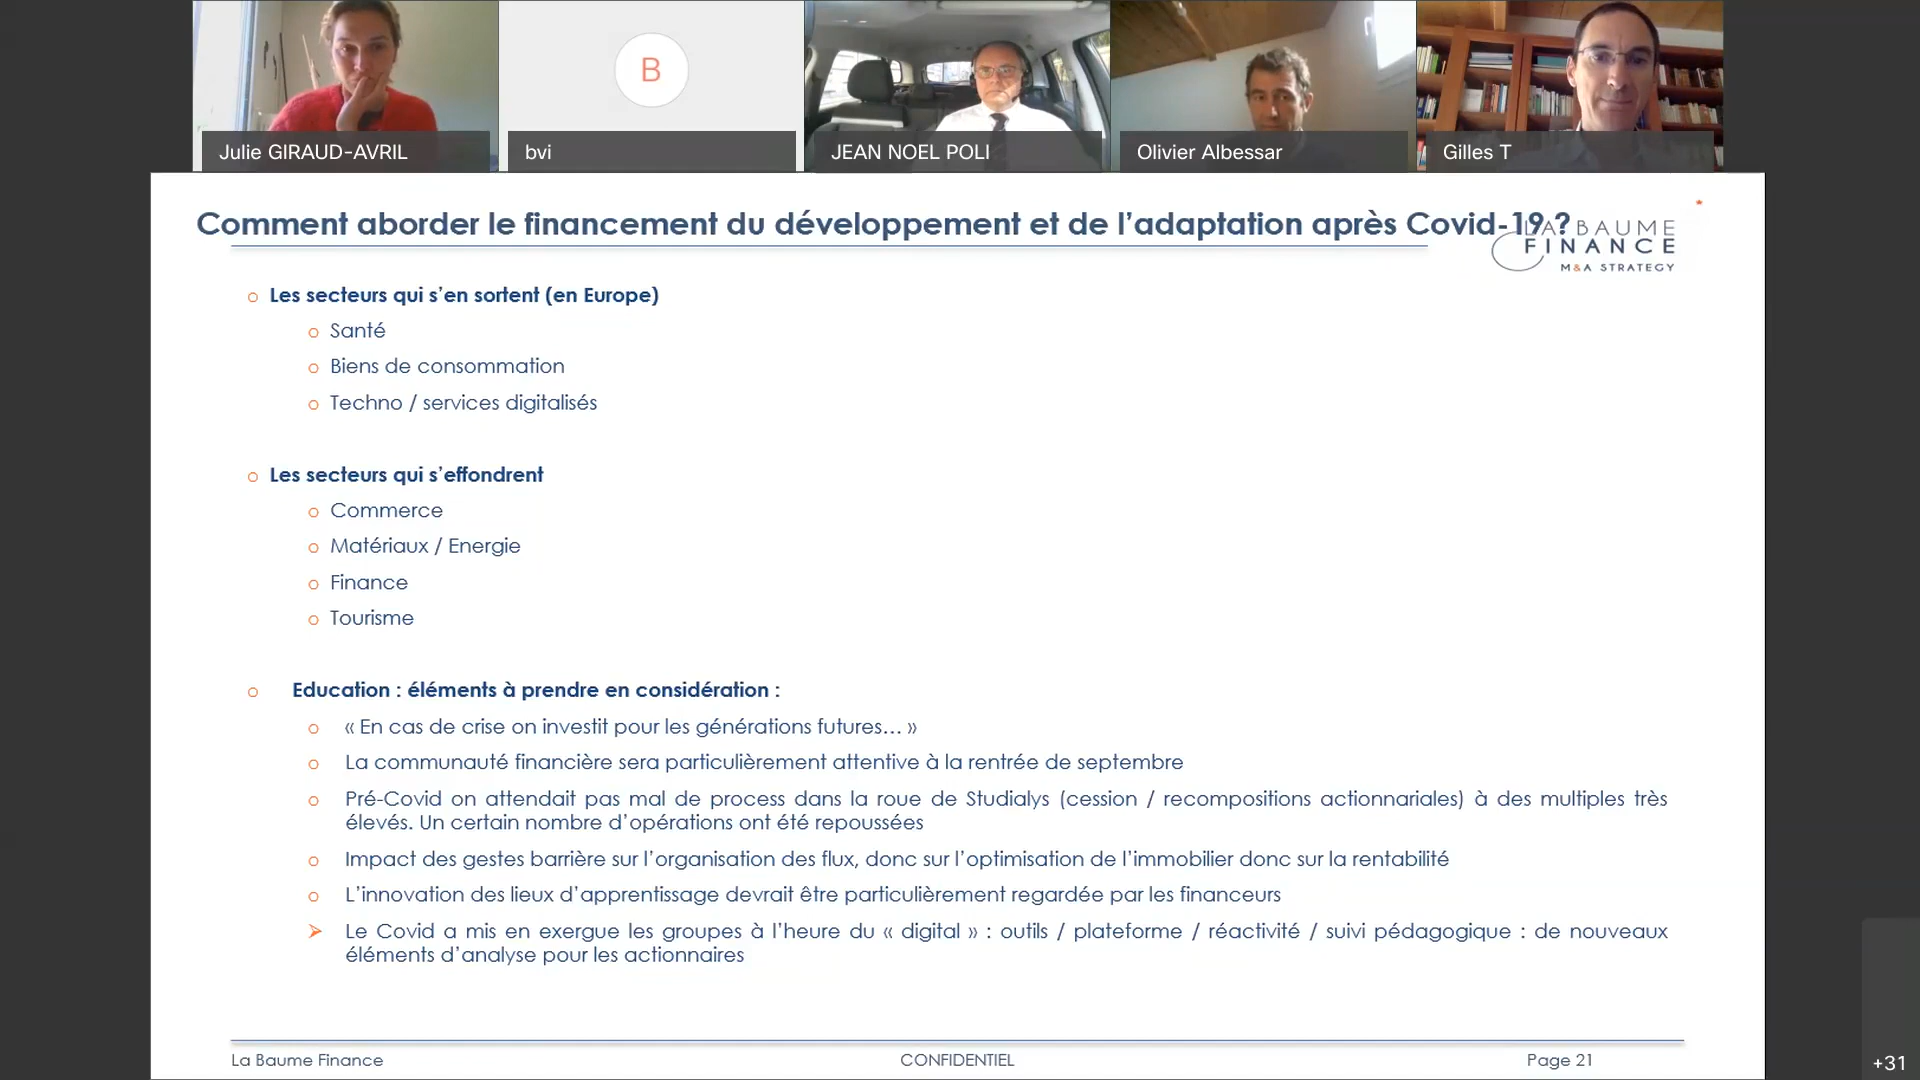 B
Julie GIRAUD-AVRIL
bvi
JEAN NOEL POLI
Olivier Albessar
Gilles T
Comment aborder le financement du développement et de l’adaptation après Covid-19 ?
LA BAUME
FINANCE
M&A STRATEGY
Les secteurs qui s’en sortent (en Europe)
Santé
Biens de consommation
Techno / services digitalisés
Les secteurs qui s’effondrent
Commerce
Matériaux / Energie
Finance
Tourisme
Education : éléments à prendre en considération :
« En cas de crise on investit pour les générations futures… »
La communauté financière sera particulièrement attentive à la rentrée de septembre
Pré-Covid on attendait pas mal de process dans la roue de Studialys (cession / recompositions actionnariales) à des multiples très
élevés. Un certain nombre d’opérations ont été repoussées
Impact des gestes barrière sur l’organisation des flux, donc sur l’optimisation de l’immobilier donc sur la rentabilité
L’innovation des lieux d’apprentissage devrait être particulièrement regardée par les financeurs
Le Covid a mis en exergue les groupes à l’heure du « digital » : outils / plateforme / réactivité / suivi pédagogique : de nouveaux
éléments d’analyse pour les actionnaires
La Baume Finance
CONFIDENTIEL
Page 21
+31